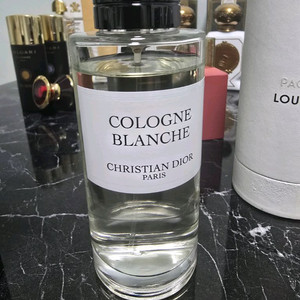 COLOGNE
BLANCHE
CHRISTIAN DIOR
PARIS
LOU